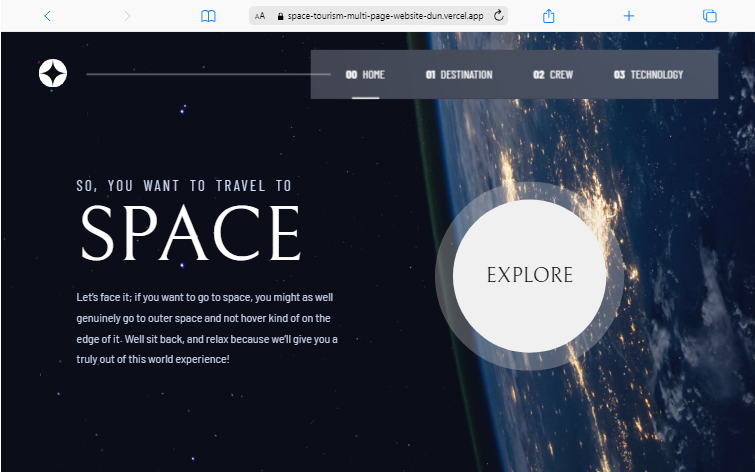 AA space-tourism-multi-page-website-dun.vercel.app
00 HOME 01 DESTINATION 02 CREW 03 TECHNOLOGY
SO, YOU WANT TO TRAVEL TO
SPACE
EXPLORE
Let's face it; if you want to go to space, you might as well
genuinely go to outer space and not hover kind of on the
edge of it. Well sit back, and relax because we'll give you a
truly out of this world experience!